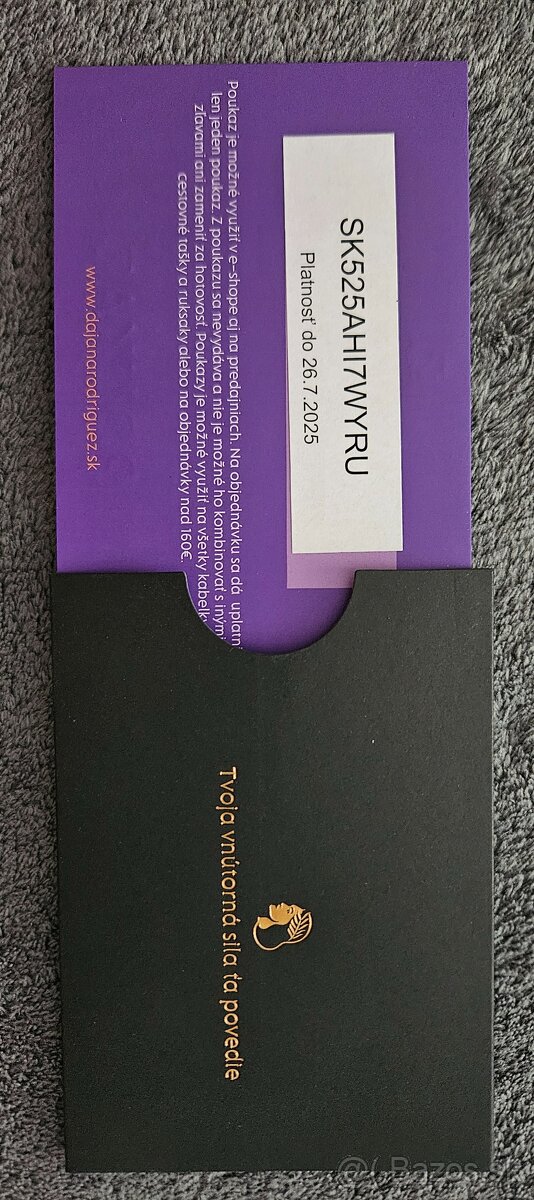 SK525AHI7WYRU
Platnosť do 26.7.2025
Poukaz je možné využiť v e-shope aj na predajniach. Na objednávku sa dá
len jeden poukaz. Z poukazu sa nevydáva a nie je možné ho kombinovať s inými
zľavami ani zameniť za hotovosť. Poukazy je možné využiť na všetky
cestovné tašky a ruksaky alebo na objednávky nad 160€.
www.dajanarodriguez.sk
Tvoja vnútorná sila ťa povedie
Bazos.sk